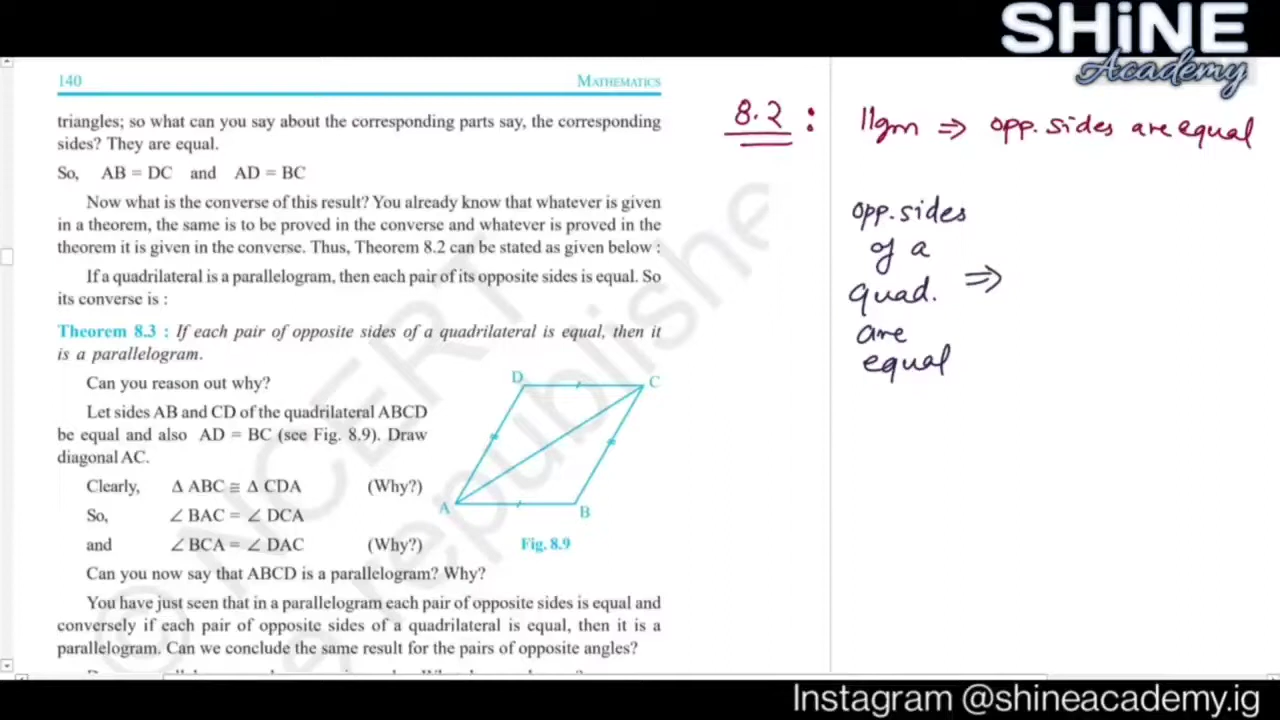 SHiNE
Academy
140 MATHEMATICS
triangles; so what can you say about the corresponding parts say, the corresponding
sides? They are equal.
So, AB = DC and AD = BC
Now what is the converse of this result? You already know that whatever is given
in a theorem, the same is to be proved in the converse and whatever is proved in the
theorem it is given in the converse. Thus, Theorem 8.2 can be stated as given below :
If a quadrilateral is a parallelogram, then each pair of its opposite sides is equal. So
its converse is :
Theorem 8.3 : If each pair of opposite sides of a quadrilateral is equal, then it
is a parallelogram.
Can you reason out why?
Let sides AB and CD of the quadrilateral ABCD
be equal and also AD = BC (see Fig. 8.9). Draw
diagonal AC.
Clearly, Δ ABC ≅ Δ CDA (Why?)
So, ∠ BAC = ∠ DCA
and ∠ BCA = ∠ DAC (Why?)
D C
A B
Fig. 8.9
Can you now say that ABCD is a parallelogram? Why?
You have just seen that in a parallelogram each pair of opposite sides is equal and
conversely if each pair of opposite sides of a quadrilateral is equal, then it is a
parallelogram. Can we conclude the same result for the pairs of opposite angles?
© NCERT
republishe
8.2 : llgm ⇒ opp. sides are equal
opp. sides
of a
quad. ⇒
are
equal
Instagram @shineacademy.ig